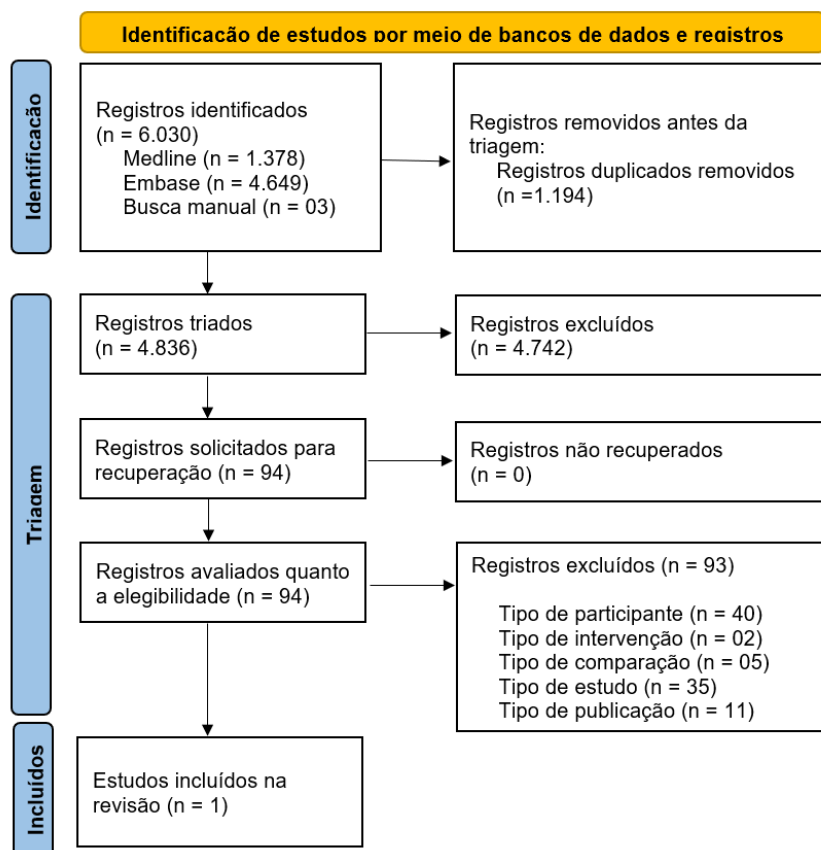 Identificação de estudos por meio de bancos de dados e registros
Identificação
Registros identificados
(n = 6.030)
Medline (n = 1.378)
Embase (n = 4.649)
Busca manual (n = 03)
Registros removidos antes da
triagem:
Registros duplicados removidos
(n =1.194)
Triagem
Registros triados
(n = 4.836)
Registros excluídos
(n = 4.742)
Registros solicitados para
recuperação (n = 94)
Registros não recuperados
(n = 0)
Registros avaliados quanto
a elegibilidade (n = 94)
Registros excluídos (n = 93)
Tipo de participante (n = 40)
Tipo de intervenção (n = 02)
Tipo de comparação (n = 05)
Tipo de estudo (n = 35)
Tipo de publicação (n = 11)
Incluídos
Estudos incluídos na
revisão (n = 1)